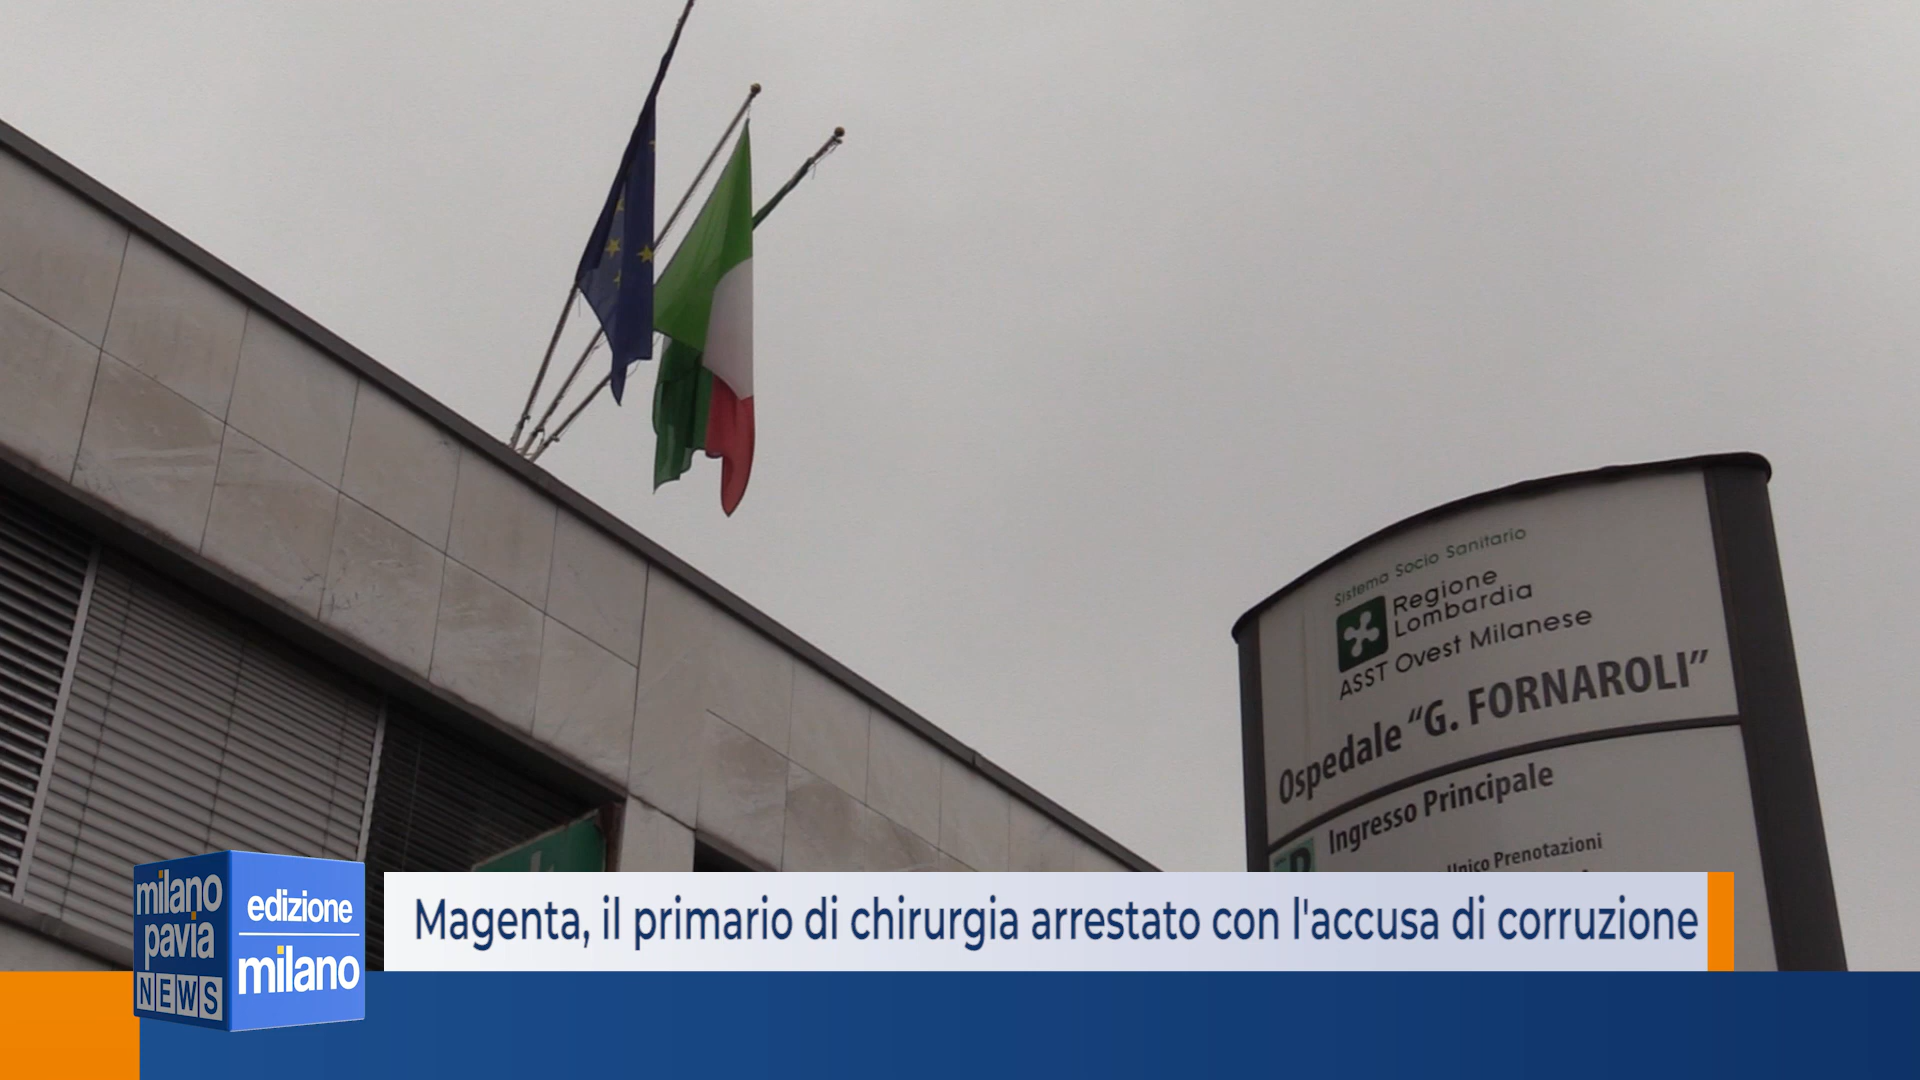 Sistema Socio Sanitario
Regione
Lombardia
ASST Ovest Milanese
Ospedale “G. FORNAROLI”
Ingresso Principale
Unico Prenotazioni
milano
pavia
NEWS
edizione
milano
Magenta, il primario di chirurgia arrestato con l'accusa di corruzione